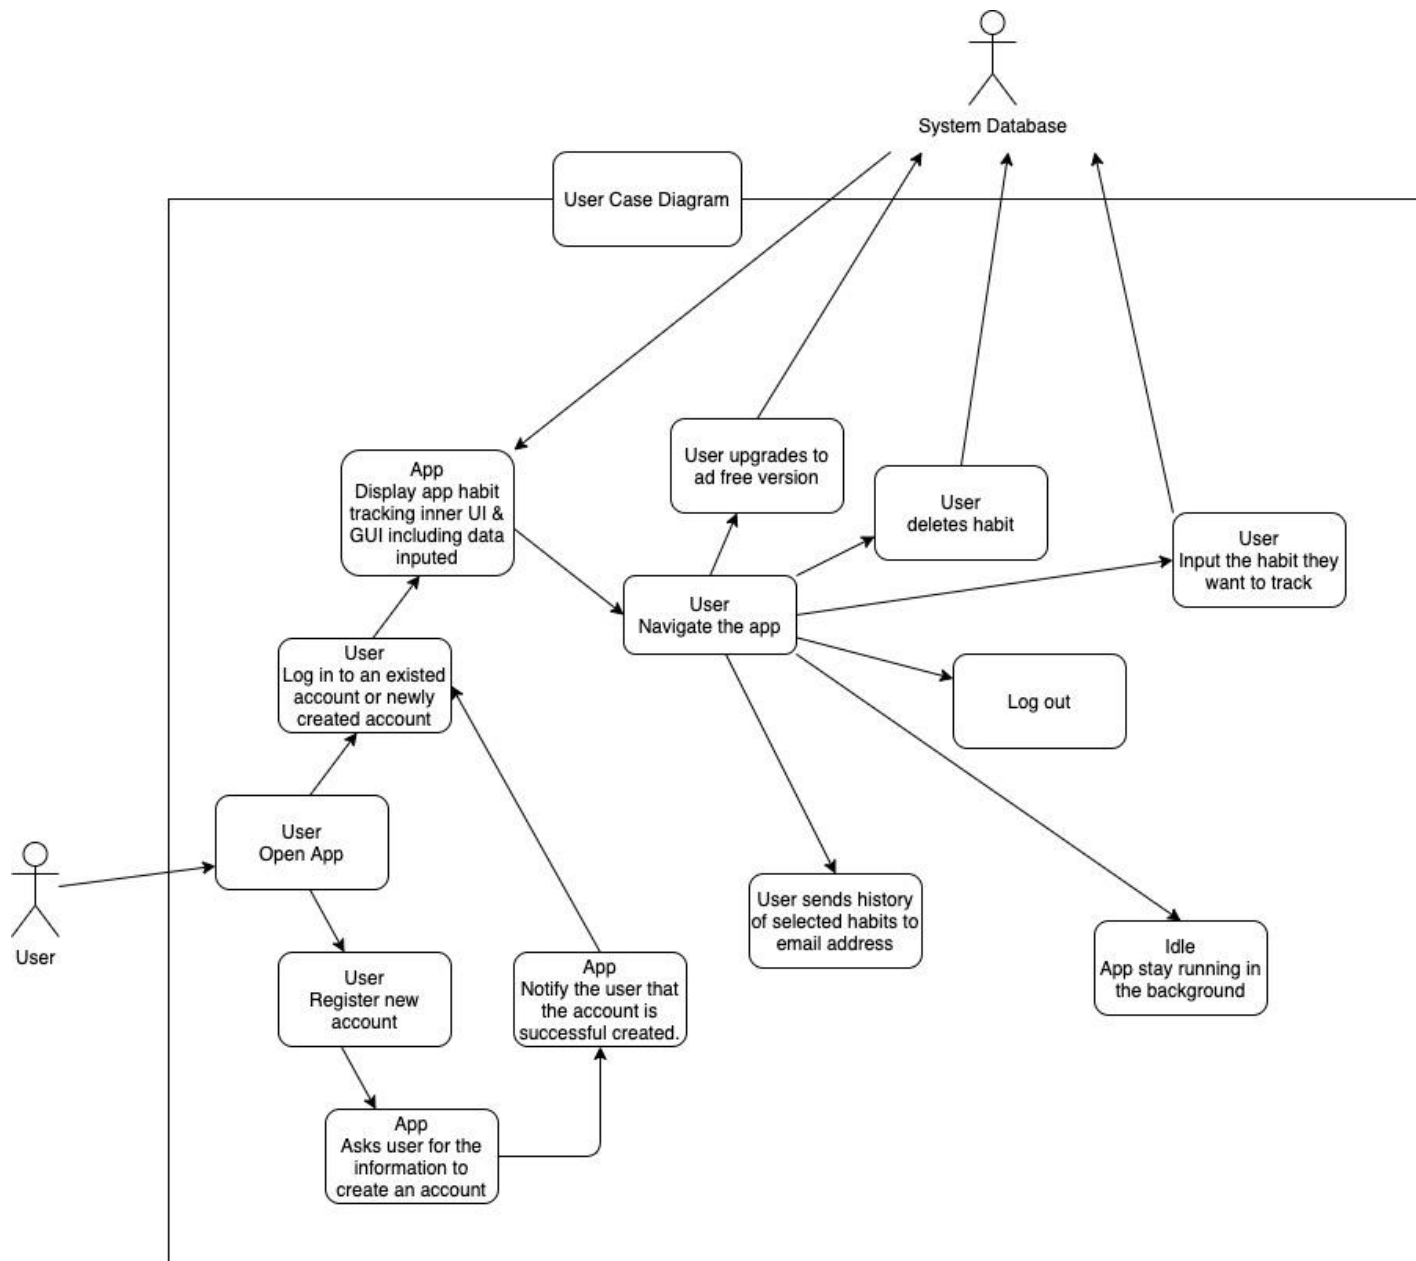 System Database
User Case Diagram
App
Display app habit
tracking inner UI &
GUI including data
inputed
User upgrades to
ad free version
User
deletes habit
User
Input the habit they
want to track
User
Navigate the app
User
Log in to an existed
account or newly
created account
Log out
User
Open App
User
User sends history
of selected habits to
email address
Idle
App stay running in
the background
User
Register new
account
App
Notify the user that
the account is
successful created.
App
Asks user for the
information to
create an account